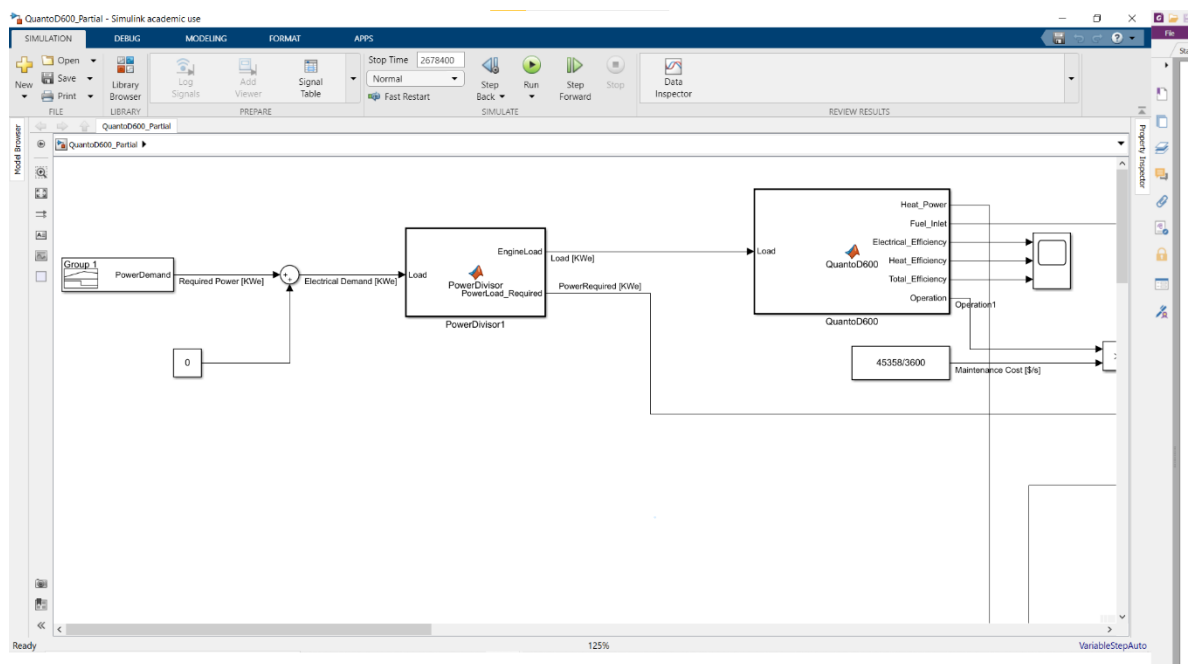 QuantoD600_Partial - Simulink academic use
SIMULATION DEBUG MODELING FORMAT APPS
File
New
Open
Save
Print
Library Browser
Log Signals
Add Viewer
Signal Table
Stop Time 2678400
Normal
Fast Restart
Step Back
Run
Step Forward
Stop
Data Inspector
FILE LIBRARY PREPARE SIMULATE REVIEW RESULTS
Sta
Model Browser
QuantoD600_Partial
QuantoD600_Partial
Property Inspector
Group 1
PowerDemand
Required Power [KWe]
Electrical Demand [KWe]
0
Load
EngineLoad
PowerDivisor
PowerLoad_Required
PowerDivisor1
Load [KWe]
PowerRequired [KWe]
Load
QuantoD600
Heat_Power
Fuel_Inlet
Electrical_Efficiency
Heat_Efficiency
Total_Efficiency
Operation
Operation1
QuantoD600
45358/3600
Maintenance Cost [$/s]
Ready 125% VariableStepAuto